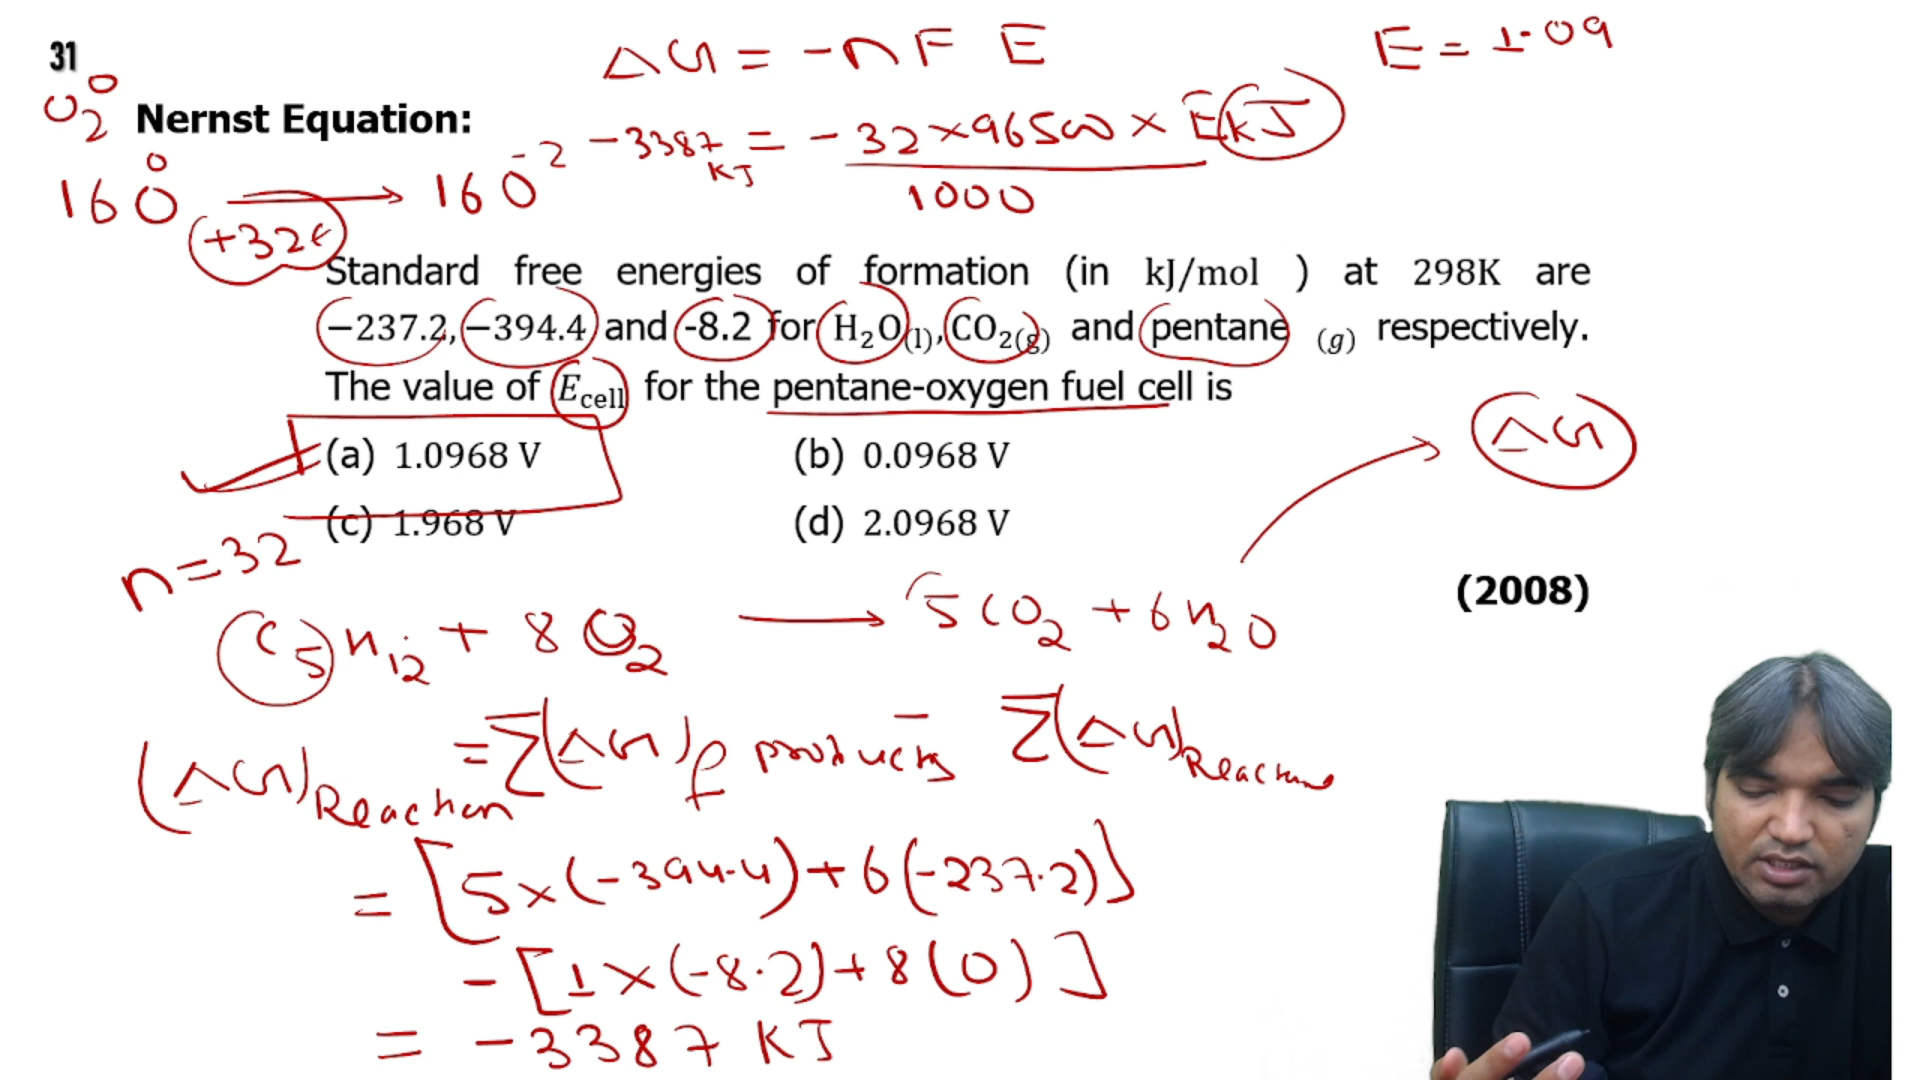 31
ΔG = -nFE
E = 1.09
O₂⁰
Nernst Equation:
-3387 KJ = -32×96500×E KJ / 1000
16 O⁰ → 16 O⁻²
+32e
Standard free energies of formation (in kJ/mol ) at 298K are
−237.2, −394.4 and -8.2 for H₂O(l), CO₂(g) and pentane (g) respectively.
The value of E_cell for the pentane-oxygen fuel cell is
ΔG
(a) 1.0968 V (b) 0.0968 V
(c) 1.968 V (d) 2.0968 V
n=32
(2008)
C₅H₁₂ + 8O₂ → 5CO₂ + 6H₂O
(ΔG)Reaction = Σ(ΔG)f products - Σ(ΔG)
= [5×(-394.4)+6(-237.2)]
- [1×(-8.2)+8(0)]
= -3387 KJ